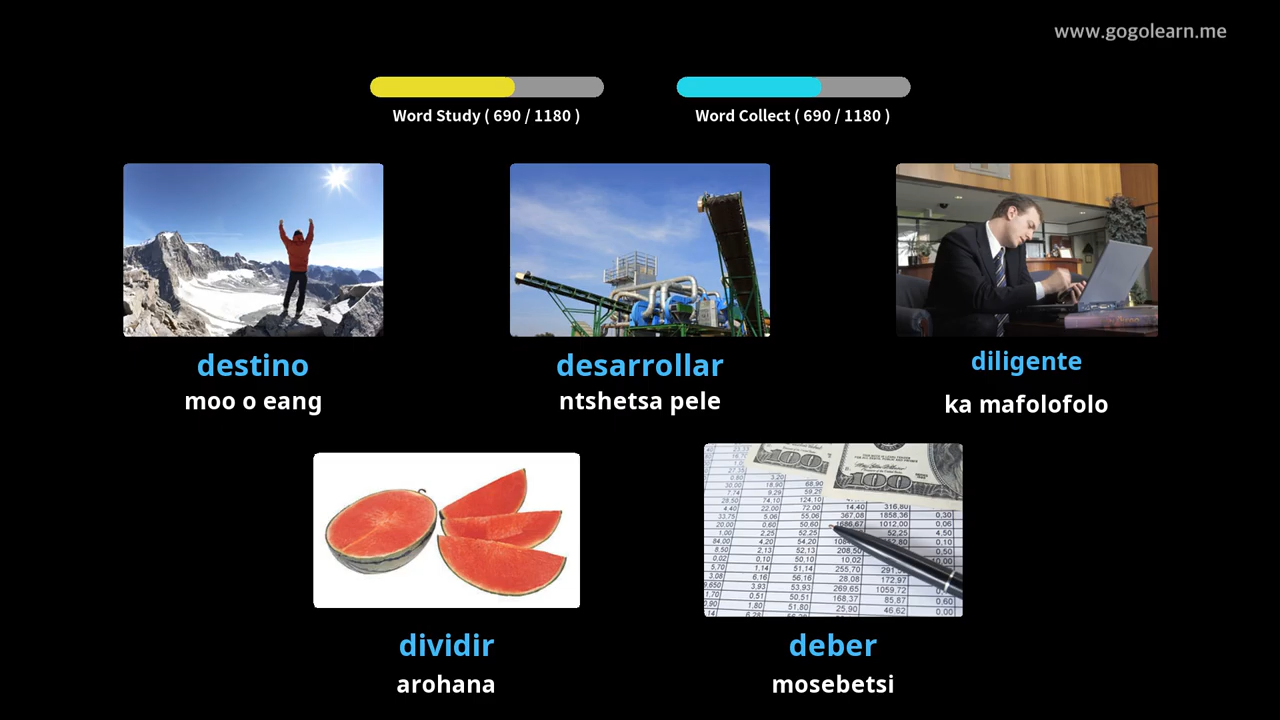 www.gogolearn.me
Word Study ( 690 / 1180 )
Word Collect ( 690 / 1180 )
destino
moo o eang
desarrollar
ntshetsa pele
diligente
ka mafolofolo
dividir
arohana
deber
mosebetsi